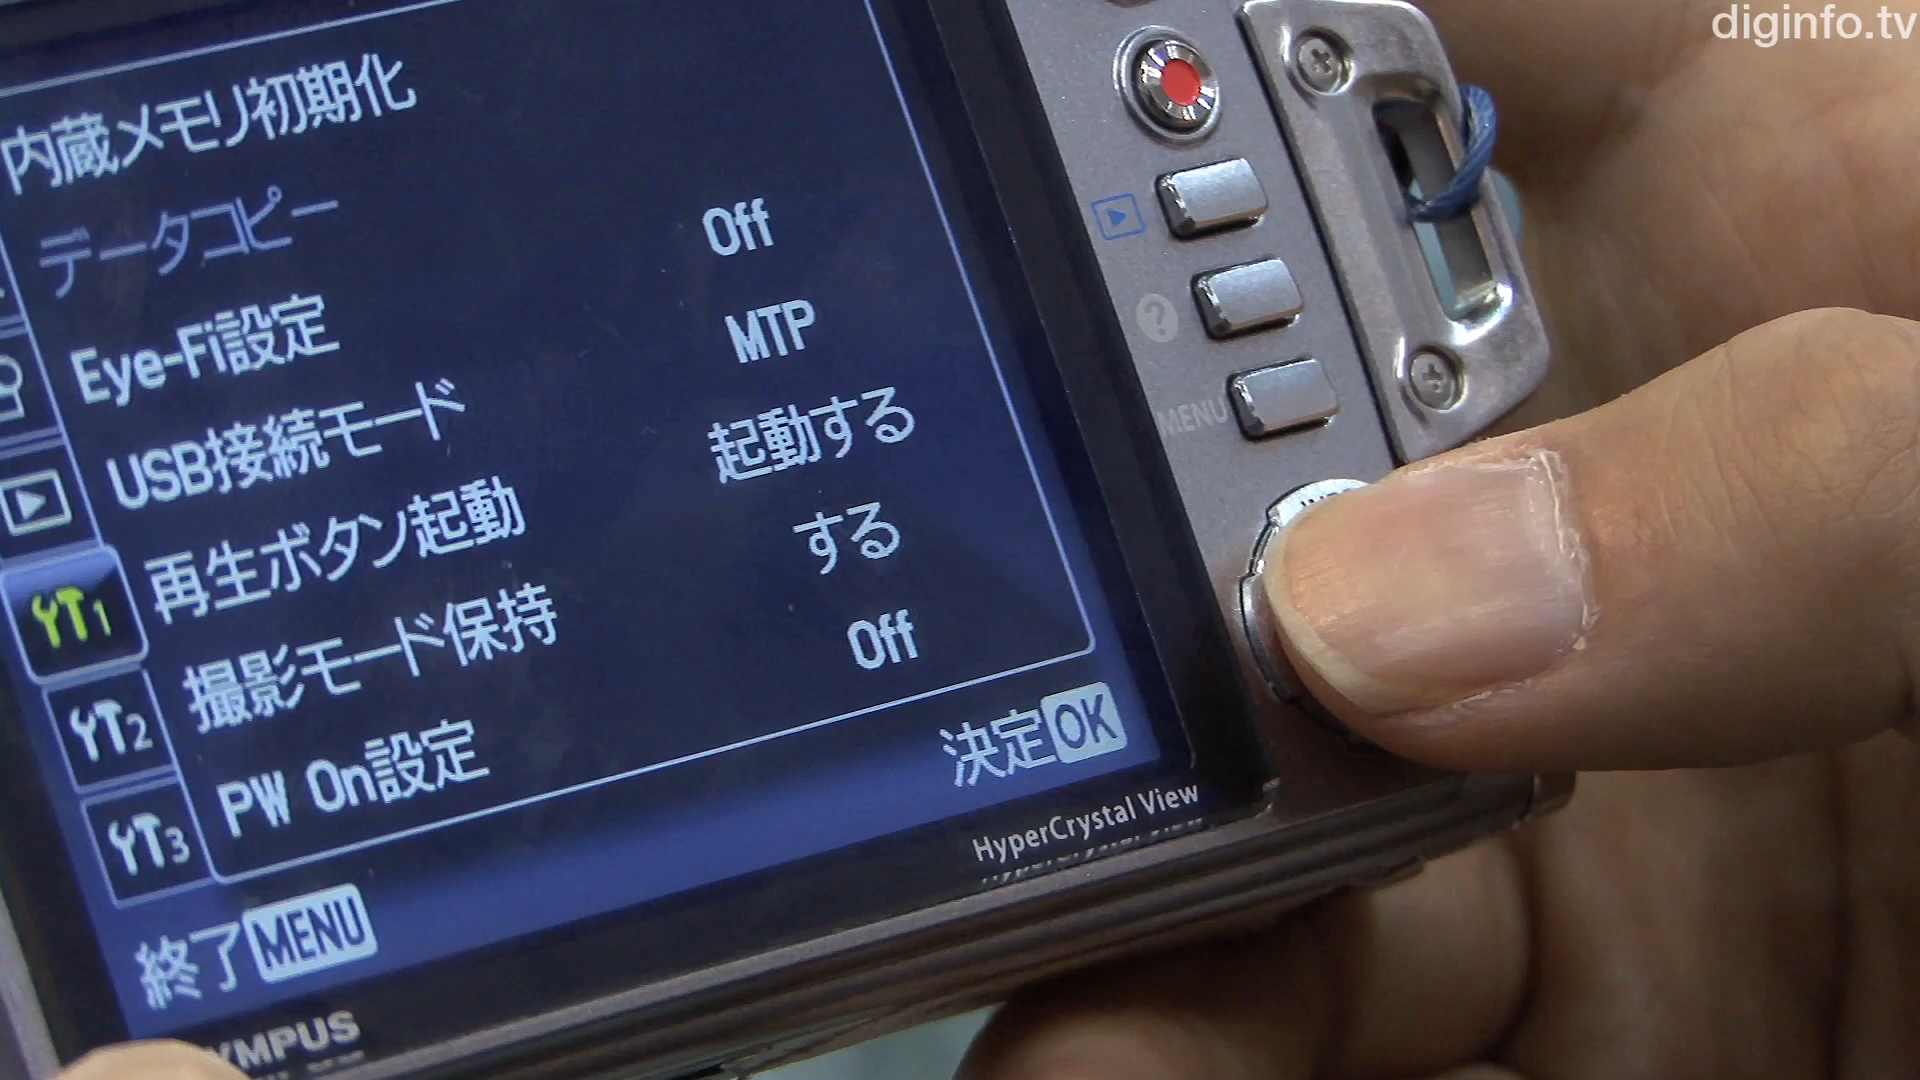 diginfo.tv
内蔵メモリ初期化
データコピー
Eye-Fi設定 Off
USB接続モード MTP
再生ボタン起動 起動する
撮影モード保持 する
PW On設定 Off
1
2
3
決定OK
終了MENU
HyperCrystal View
MENU
?